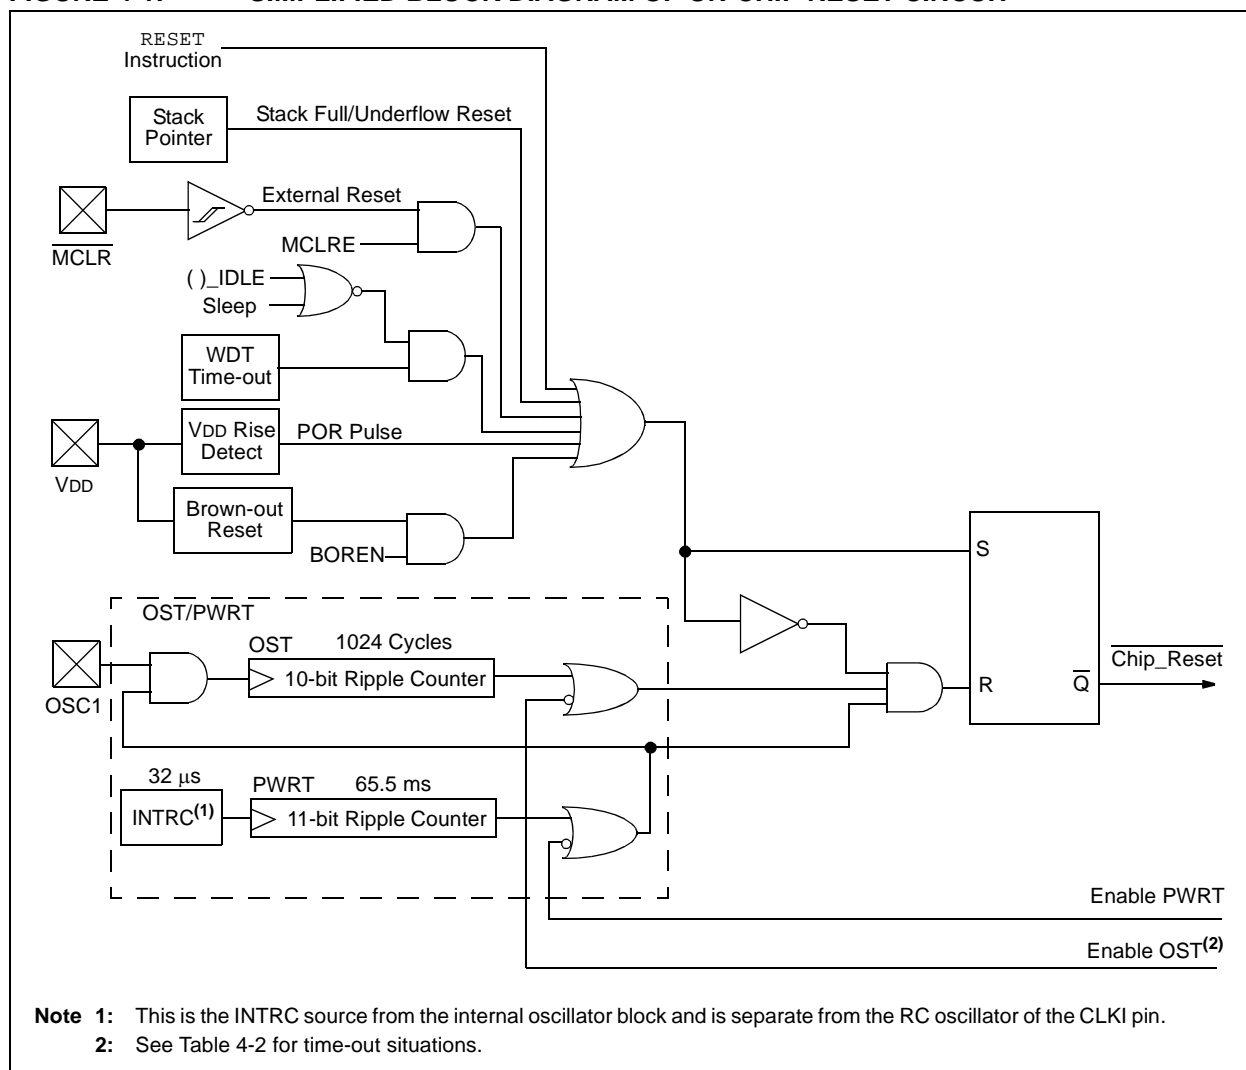 RESET
Instruction
Stack
Pointer
Stack Full/Underflow Reset
MCLR
External Reset
MCLRE
( )_IDLE
Sleep
WDT
Time-out
VDD
VDD Rise
Detect
POR Pulse
Brown-out
Reset
BOREN
S
R
Q
Chip_Reset
OST/PWRT
OSC1
OST
1024 Cycles
10-bit Ripple Counter
32 μs
INTRC(1)
PWRT
65.5 ms
11-bit Ripple Counter
Enable PWRT
Enable OST(2)
Note 1: This is the INTRC source from the internal oscillator block and is separate from the RC oscillator of the CLKI pin.
2: See Table 4-2 for time-out situations.